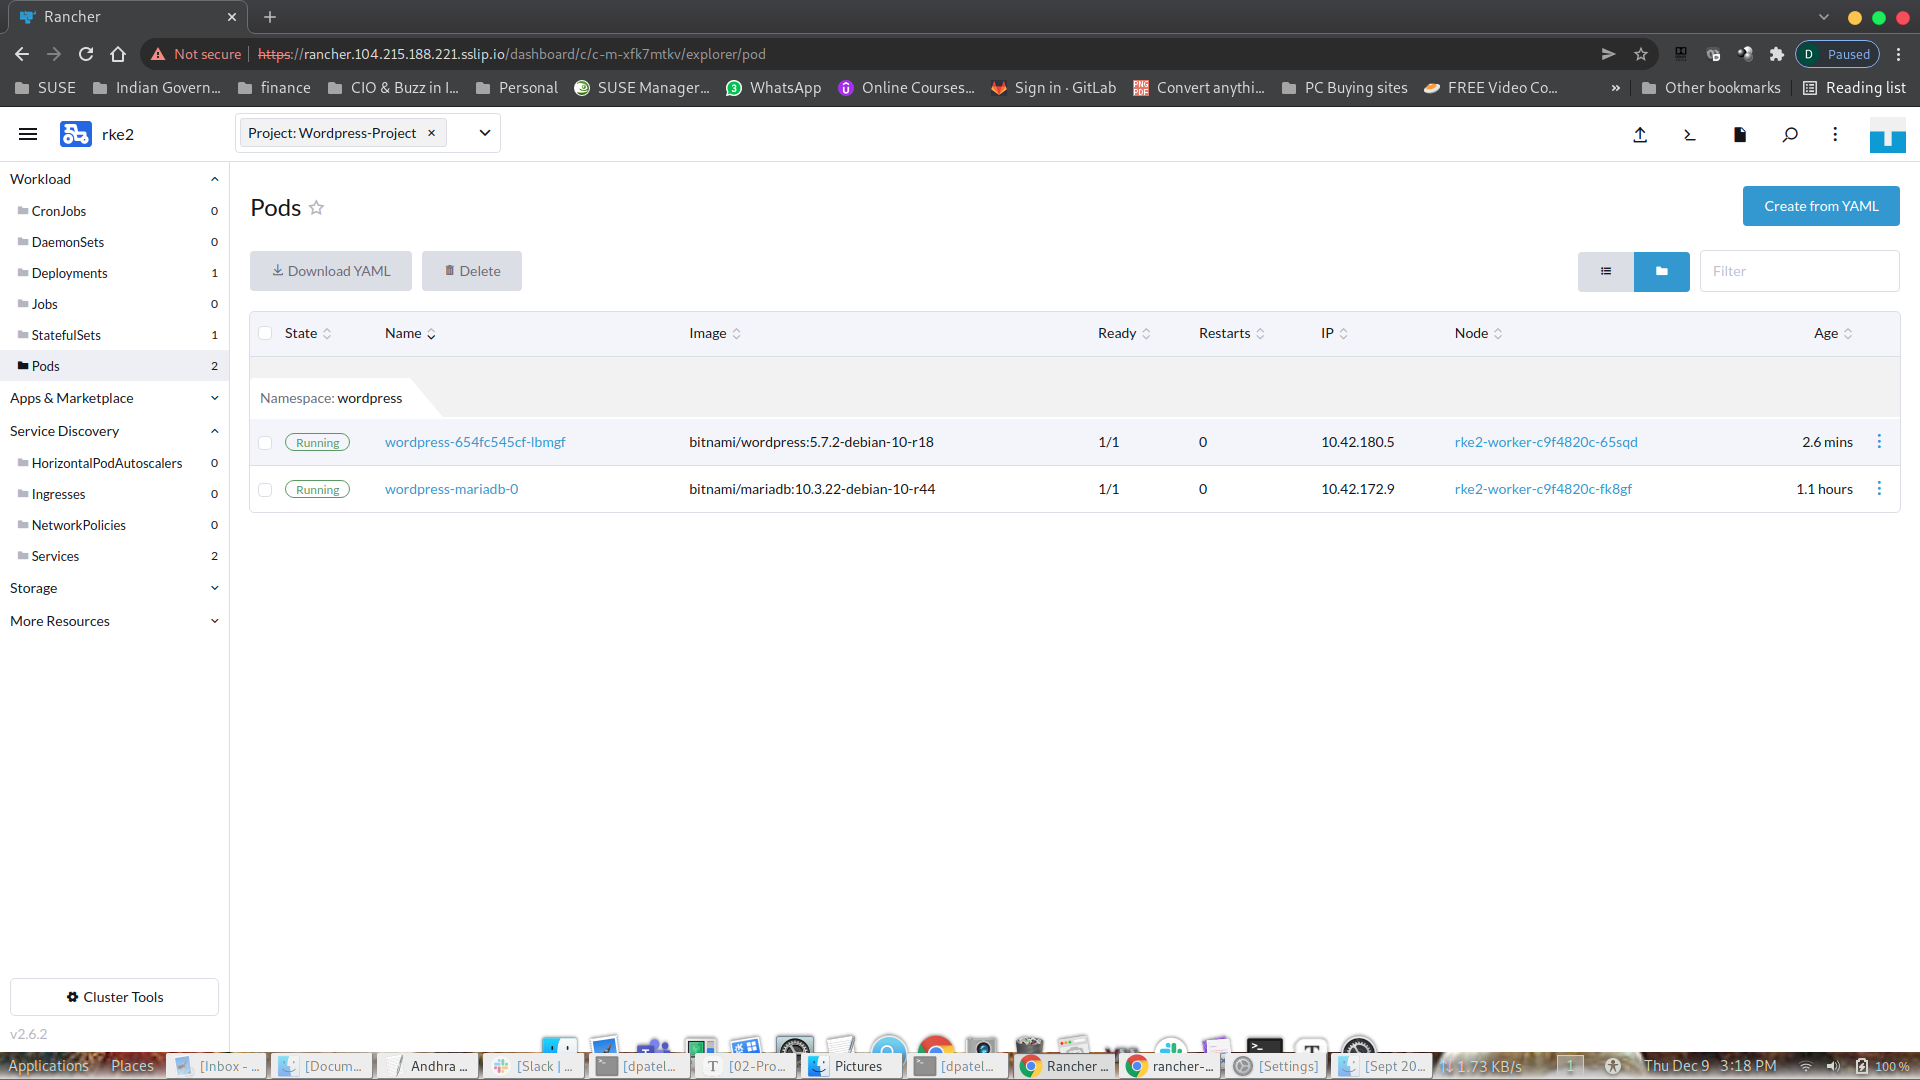 Rancher
Not secure https://rancher.104.215.188.221.sslip.io/dashboard/c/c-m-xfk7mtkv/explorer/pod D Paused
SUSE Indian Govern... finance CIO & Buzz in I... Personal SUSE Manager... WhatsApp Online Courses... Sign in · GitLab Convert anythi... PC Buying sites FREE Video Co... » Other bookmarks Reading list
rke2 Project: Wordpress-Project
Workload
CronJobs 0
DaemonSets 0
Deployments 1
Jobs 0
StatefulSets 1
Pods 2
Apps & Marketplace
Service Discovery
HorizontalPodAutoscalers 0
Ingresses 0
NetworkPolicies 0
Services 2
Storage
More Resources
Cluster Tools
v2.6.2
Pods Create from YAML
Download YAML Delete Filter
State Name Image Ready Restarts IP Node Age
Namespace: wordpress
Running wordpress-654fc545cf-lbmgf bitnami/wordpress:5.7.2-debian-10-r18 1/1 0 10.42.180.5 rke2-worker-c9f4820c-65sqd 2.6 mins
Running wordpress-mariadb-0 bitnami/mariadb:10.3.22-debian-10-r44 1/1 0 10.42.172.9 rke2-worker-c9f4820c-fk8gf 1.1 hours
Applications Places [Inbox - ... [Docum... Andhra ... [Slack | ... [dpatel... [02-Pro... Pictures [dpatel... Rancher ... rancher-... [Settings] [Sept 20... 1.73 KB/s 1 Thu Dec 9 3:18 PM 100 %